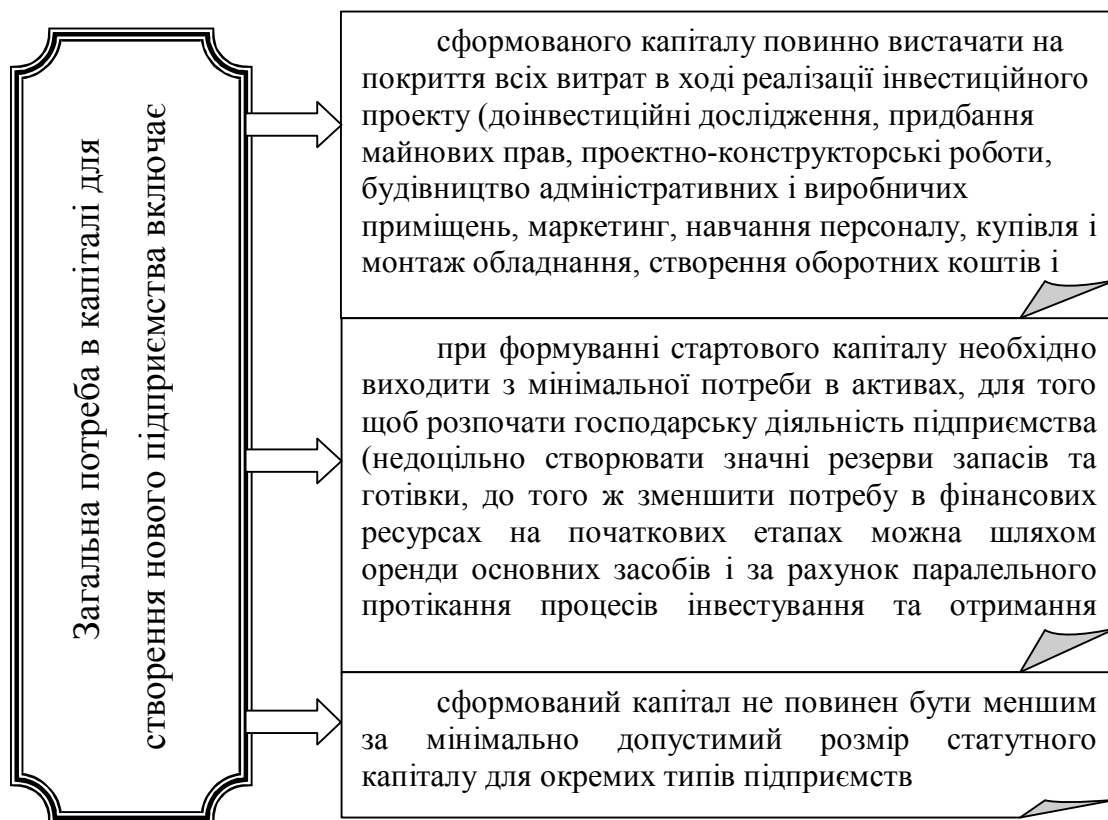 Загальна потреба в капіталі для
створення нового підприємства включає
сформованого капіталу повинно вистачати на
покриття всіх витрат в ході реалізації інвестиційного
проекту (доінвестиційні дослідження, придбання
майнових прав, проектно-конструкторські роботи,
будівництво адміністративних і виробничих
приміщень, маркетинг, навчання персоналу, купівля і
монтаж обладнання, створення оборотних коштів і
при формуванні стартового капіталу необхідно
виходити з мінімальної потреби в активах, для того
щоб розпочати господарську діяльність підприємства
(недоцільно створювати значні резерви запасів та
готівки, до того ж зменшити потребу в фінансових
ресурсах на початкових етапах можна шляхом
оренди основних засобів і за рахунок паралельного
протікання процесів інвестування та отримання
сформований капітал не повинен бути меншим
за мінімально допустимий розмір статутного
капіталу для окремих типів підприємств